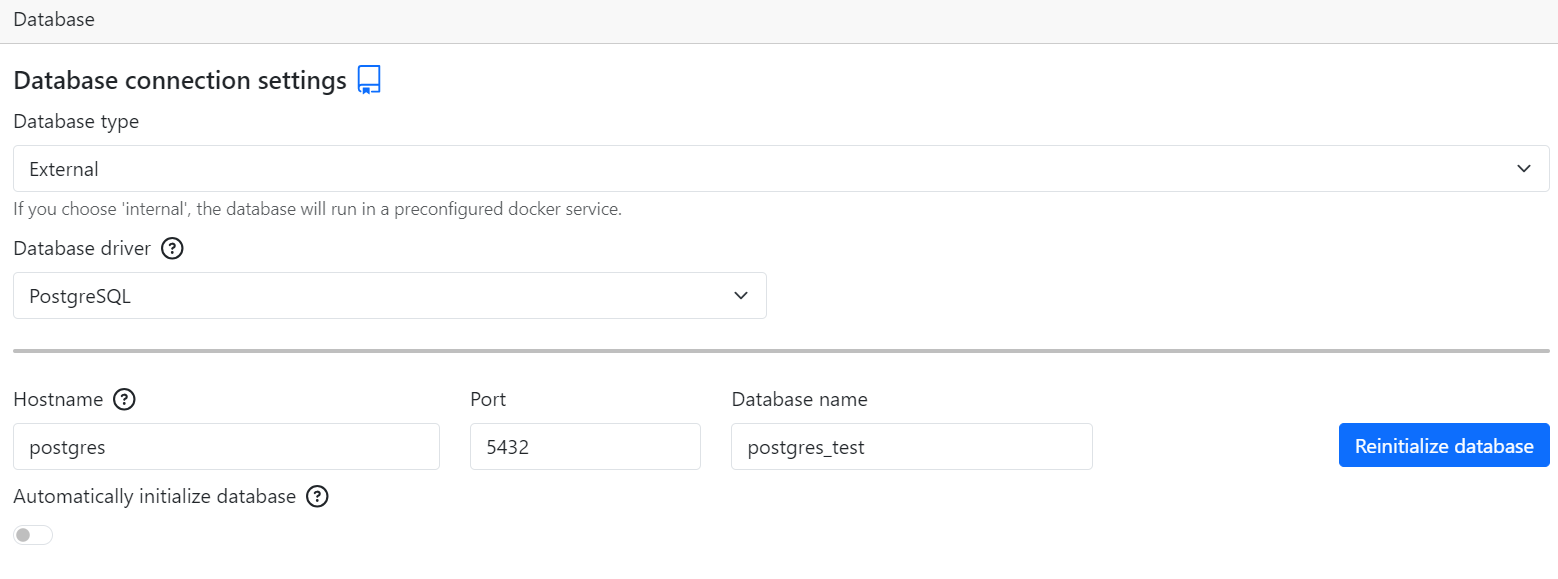 Database
Database connection settings
Database type
External
If you choose 'internal', the database will run in a preconfigured docker service.
Database driver ?
PostgreSQL
Hostname ? Port Database name
postgres 5432 postgres_test Reinitialize database
Automatically initialize database ?